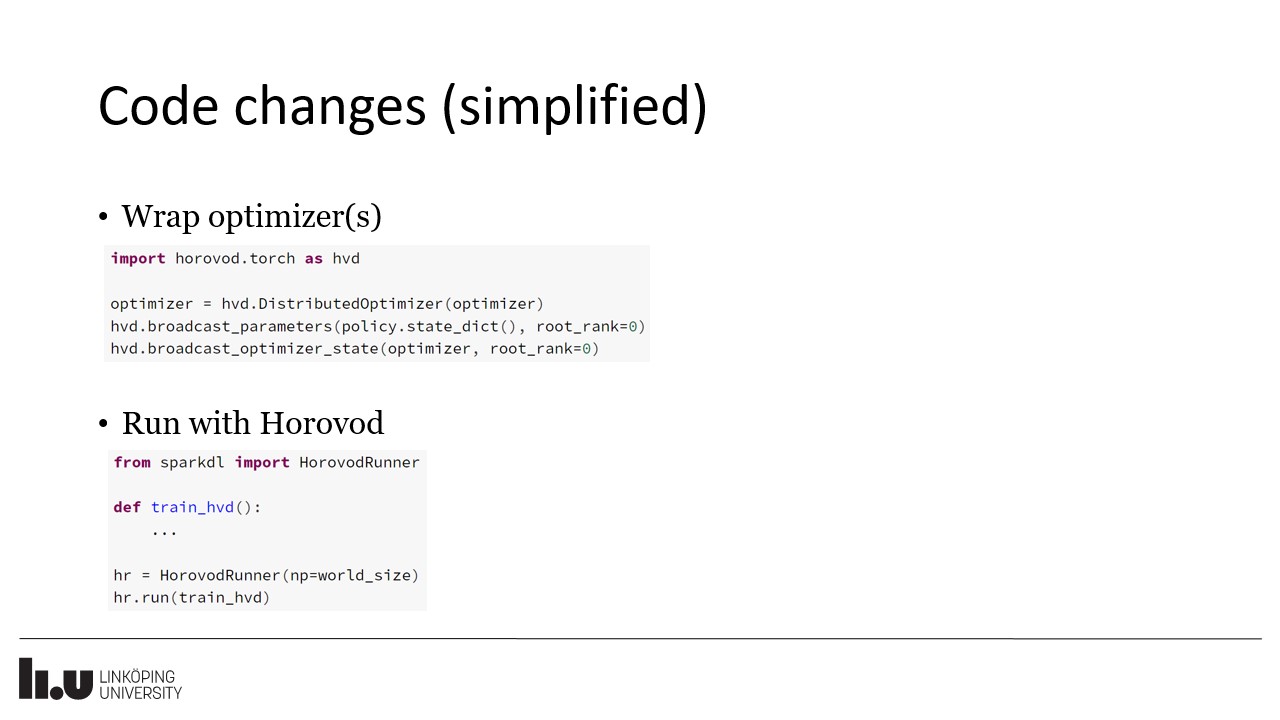 Code changes (simplified)
• Wrap optimizer(s)
import horovod.torch as hvd
optimizer = hvd.DistributedOptimizer(optimizer)
hvd.broadcast_parameters(policy.state_dict(), root_rank=0)
hvd.broadcast_optimizer_state(optimizer, root_rank=0)
• Run with Horovod
from sparkdl import HorovodRunner
def train_hvd():
...
hr = HorovodRunner(np=world_size)
hr.run(train_hvd)
li.u LINKÖPING
UNIVERSITY